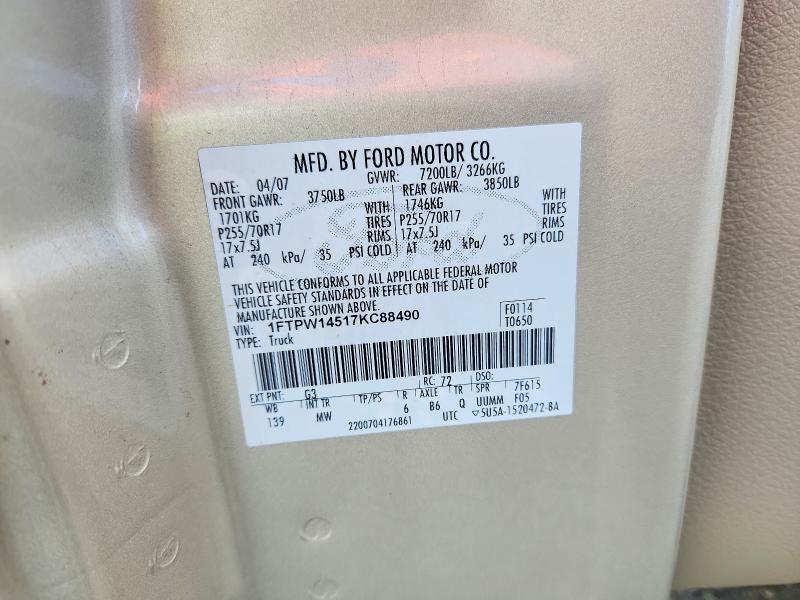 MFD. BY FORD MOTOR CO.
DATE: 04/07 GVWR: 7200LB/ 3266KG
FRONT GAWR: 3750LB REAR GAWR: 3850LB
1701KG WITH 1746KG WITH
P255/70R17 TIRES P255/70R17 TIRES
17x7.5J RIMS 17x7.5J RIMS
AT 240 kPa/ 35 PSI COLD AT 240 kPa/ 35 PSI COLD
Ford
THIS VEHICLE CONFORMS TO ALL APPLICABLE FEDERAL MOTOR
VEHICLE SAFETY STANDARDS IN EFFECT ON THE DATE OF
MANUFACTURE SHOWN ABOVE.
VIN: 1FTPW14517KC88490 F0114
TYPE: Truck T0650
RC: 72 DSO:
EXT PNT: G3 7F615
WB INT TR TP/PS R AXLE TR SPR F05
139 MW 6 B6 Q UUMM
2200704176861 UTC ▽5U5A-1520472-BA